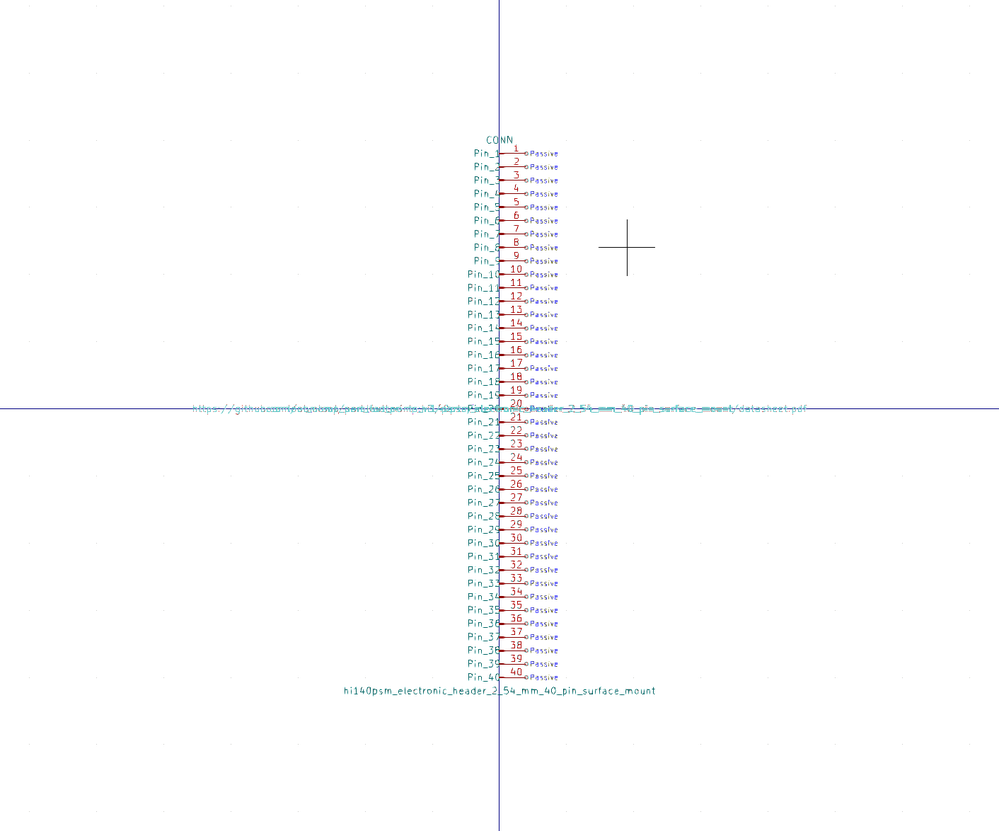 CONN
Pin_1 1 Passive
Pin_2 2 Passive
Pin_3 3 Passive
Pin_4 4 Passive
Pin_5 5 Passive
Pin_6 6 Passive
Pin_7 7 Passive
Pin_8 8 Passive
Pin_9 9 Passive
Pin_10 10 Passive
Pin_11 11 Passive
Pin_12 12 Passive
Pin_13 13 Passive
Pin_14 14 Passive
Pin_15 15 Passive
Pin_16 16 Passive
Pin_17 17 Passive
Pin_18 18 Passive
Pin_19 19 Passive
20
Pin_21 21 Passive
Pin_22 22 Passive
Pin_23 23 Passive
Pin_24 24 Passive
Pin_25 25 Passive
Pin_26 26 Passive
Pin_27 27 Passive
Pin_28 28 Passive
Pin_29 29 Passive
Pin_30 30 Passive
Pin_31 31 Passive
Pin_32 32 Passive
Pin_33 33 Passive
Pin_34 34 Passive
Pin_35 35 Passive
Pin_36 36 Passive
Pin_37 37 Passive
Pin_38 38 Passive
Pin_39 39 Passive
Pin_40 40 Passive
hi140psm_electronic_header_2_54_mm_40_pin_surface_mount